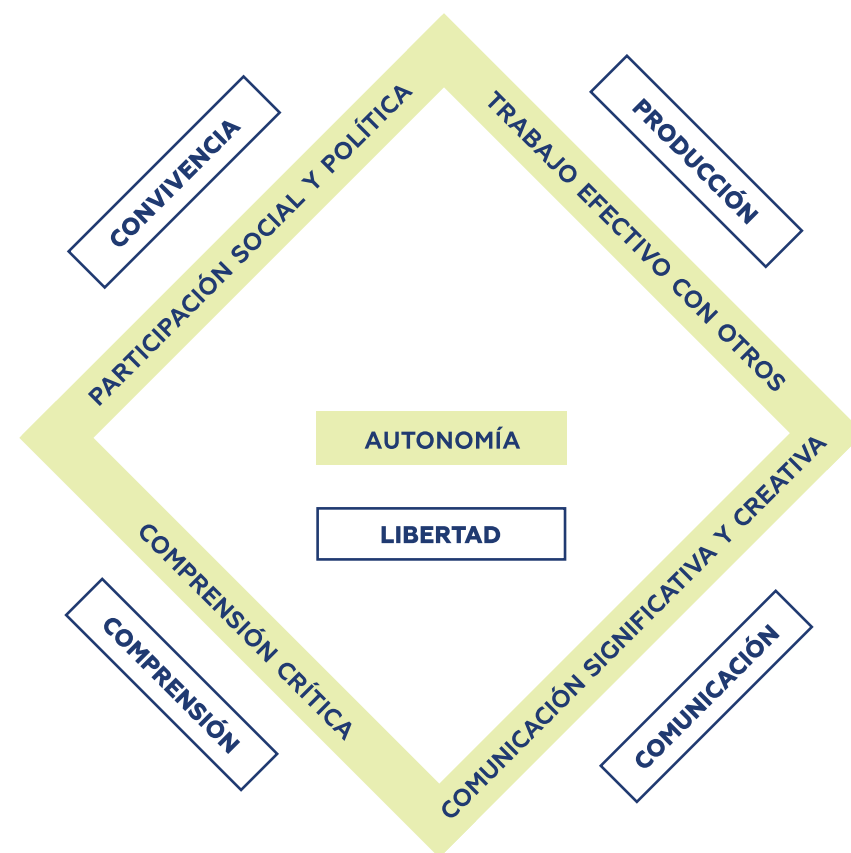 CONVIVENCIA
PARTICIPACIÓN SOCIAL Y POLÍTICA
TRABAJO EFECTIVO CON OTROS
PRODUCCIÓN
AUTONOMÍA
LIBERTAD
COMPRENSIÓN
COMPRENSIÓN CRÍTICA
COMUNICACIÓN SIGNIFICATIVA Y CREATIVA
COMUNICACIÓN